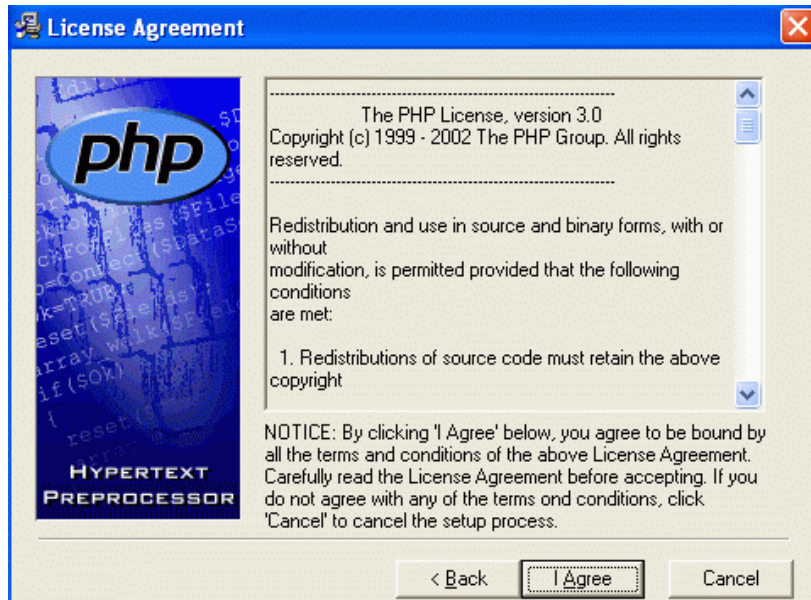 License Agreement
php
HYPERTEXT
PREPROCESSOR
---------------------------------------------------------------------
The PHP License, version 3.0
Copyright (c) 1999 - 2002 The PHP Group. All rights
reserved.
---------------------------------------------------------------------
Redistribution and use in source and binary forms, with or
without
modification, is permitted provided that the following
conditions
are met:
1. Redistributions of source code must retain the above
copyright
NOTICE: By clicking 'I Agree' below, you agree to be bound by
all the terms and conditions of the above License Agreement.
Carefully read the License Agreement before accepting. If you
do not agree with any of the terms ond conditions, click
'Cancel' to cancel the setup process.
< Back
I Agree
Cancel